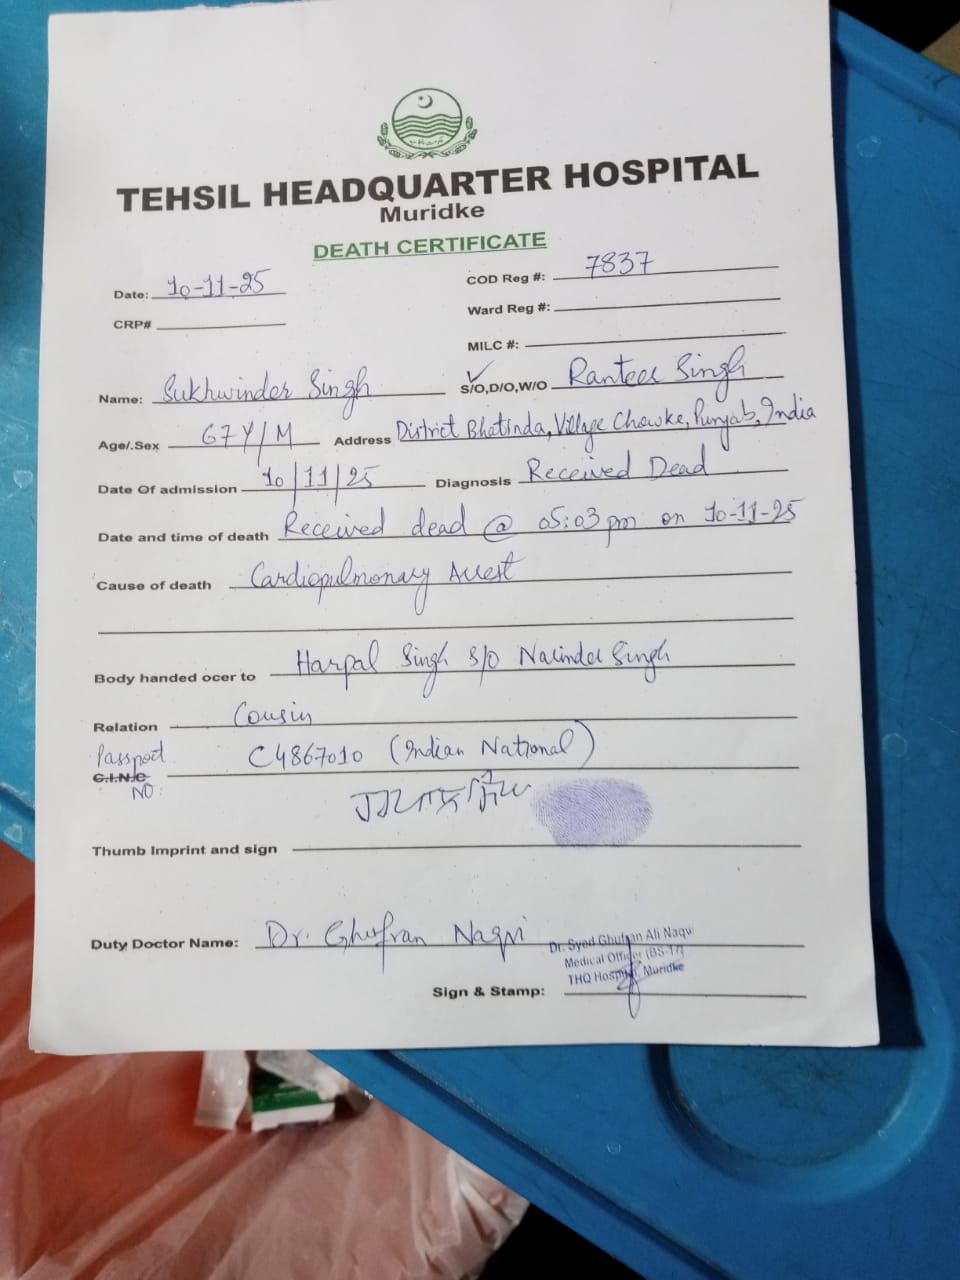 TEHSIL HEADQUARTER HOSPITAL
Muridke
DEATH CERTIFICATE
Date: 10-11-25
COD Reg #: 7837
CRP#
Ward Reg #:
MILC #:
Name: Sukhwinder Singh S/O,D/O,W/O Ranteer Singh
Age/.Sex 67Y/M Address District Bhatinda, Village Chowke, Punjab, India
Date Of admission 10/11/25 Diagnosis Received Dead
Date and time of death Received dead @ 05:03 pm on 10-11-25
Cause of death Cardiopulmonary Arrest
Body handed ocer to Harpal Singh S/O Narinder Singh
Relation Cousin
Passport C4867010 (Indian National)
C.I.N.C
NO:
Thumb Imprint and sign
Duty Doctor Name: Dr. Ghufran Naqvi
Dr. Syed Ghufran Ali Naqvi
Medical Officer (BS-17)
THQ Hospital, Muridke
Sign & Stamp: